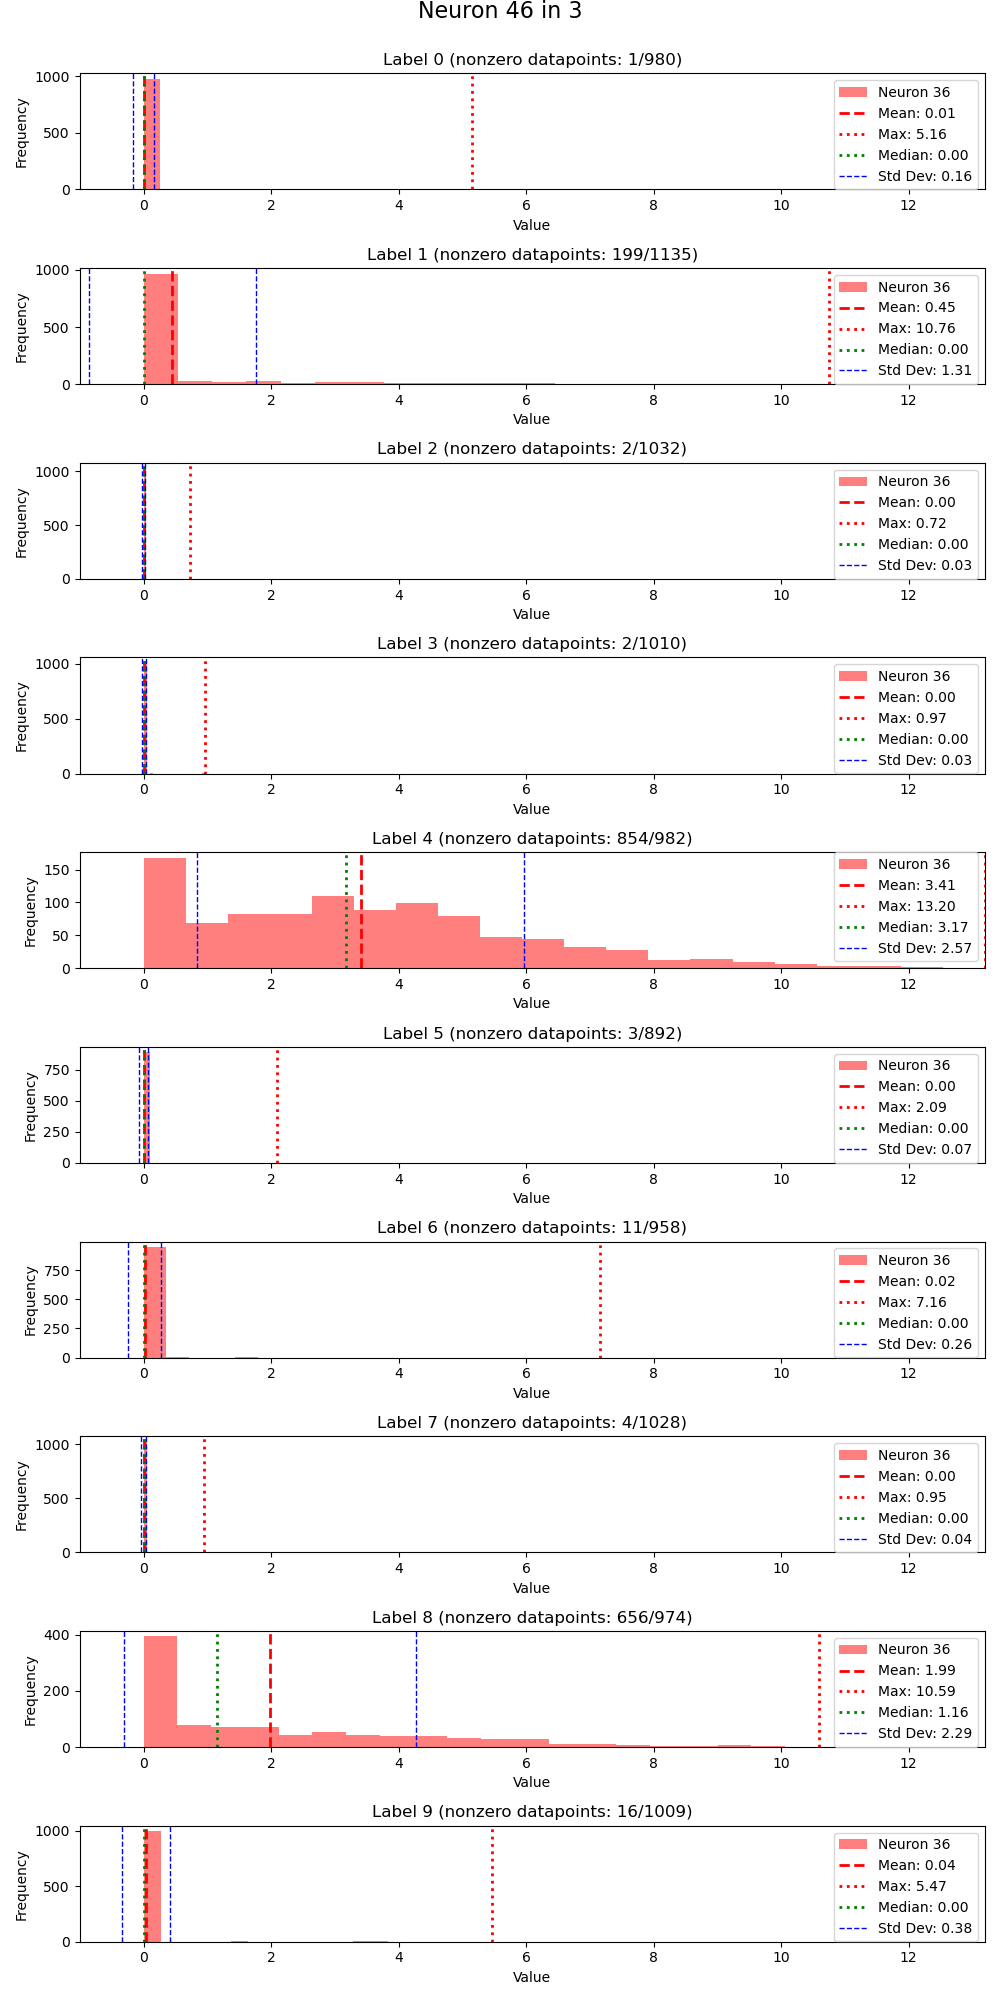 Neuron 46 in 3
Label 0 (nonzero datapoints: 1/980)
1000
500
0
Frequency
Neuron 36
Mean: 0.01
Max: 5.16
Median: 0.00
Std Dev: 0.16
0 2 4 6 8 10 12
Value
Label 1 (nonzero datapoints: 199/1135)
1000
500
0
Frequency
Neuron 36
Mean: 0.45
Max: 10.76
Median: 0.00
Std Dev: 1.31
0 2 4 6 8 10 12
Value
Label 2 (nonzero datapoints: 2/1032)
1000
500
0
Frequency
Neuron 36
Mean: 0.00
Max: 0.72
Median: 0.00
Std Dev: 0.03
0 2 4 6 8 10 12
Value
Label 3 (nonzero datapoints: 2/1010)
1000
500
0
Frequency
Neuron 36
Mean: 0.00
Max: 0.97
Median: 0.00
Std Dev: 0.03
0 2 4 6 8 10 12
Value
Label 4 (nonzero datapoints: 854/982)
150
100
50
0
Frequency
Neuron 36
Mean: 3.41
Max: 13.20
Median: 3.17
Std Dev: 2.57
0 2 4 6 8 10 12
Value
Label 5 (nonzero datapoints: 3/892)
750
500
250
0
Frequency
Neuron 36
Mean: 0.00
Max: 2.09
Median: 0.00
Std Dev: 0.07
0 2 4 6 8 10 12
Value
Label 6 (nonzero datapoints: 11/958)
750
500
250
0
Frequency
Neuron 36
Mean: 0.02
Max: 7.16
Median: 0.00
Std Dev: 0.26
0 2 4 6 8 10 12
Value
Label 7 (nonzero datapoints: 4/1028)
1000
500
0
Frequency
Neuron 36
Mean: 0.00
Max: 0.95
Median: 0.00
Std Dev: 0.04
0 2 4 6 8 10 12
Value
Label 8 (nonzero datapoints: 656/974)
400
200
0
Frequency
Neuron 36
Mean: 1.99
Max: 10.59
Median: 1.16
Std Dev: 2.29
0 2 4 6 8 10 12
Value
Label 9 (nonzero datapoints: 16/1009)
1000
500
0
Frequency
Neuron 36
Mean: 0.04
Max: 5.47
Median: 0.00
Std Dev: 0.38
0 2 4 6 8 10 12
Value